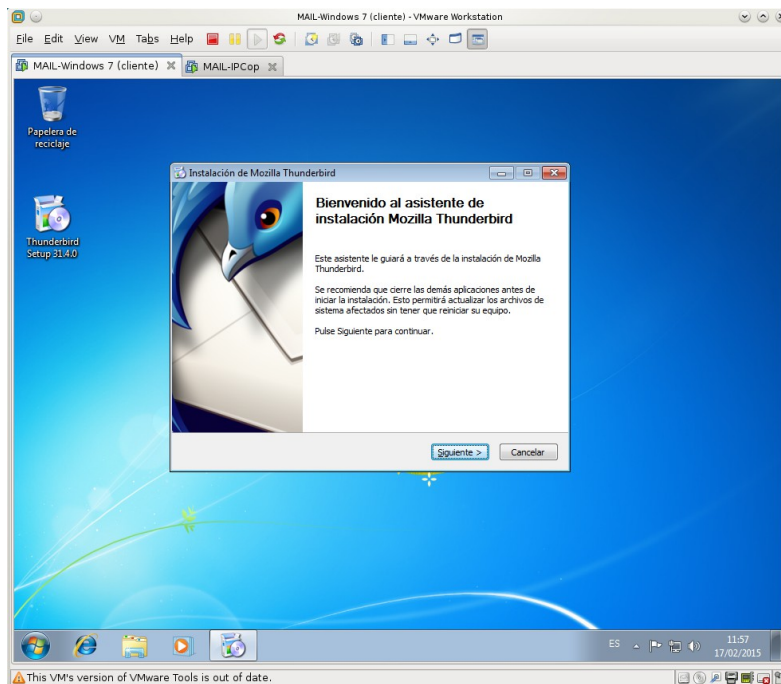 MAIL-Windows 7 (cliente) - VMware Workstation
File Edit View VM Tabs Help
MAIL-Windows 7 (cliente)
MAIL-IPCop
Papelera de
reciclaje
Thunderbird
Setup 31.4.0
Instalación de Mozilla Thunderbird
Bienvenido al asistente de
instalación Mozilla Thunderbird
Este asistente le guiará a través de la instalación de Mozilla
Thunderbird.
Se recomienda que cierre las demás aplicaciones antes de
iniciar la instalación. Esto permitirá actualizar los archivos de
sistema afectados sin tener que reiniciar su equipo.
Pulse Siguiente para continuar.
Siguiente >
Cancelar
ES
11:57
17/02/2015
This VM's version of VMware Tools is out of date.